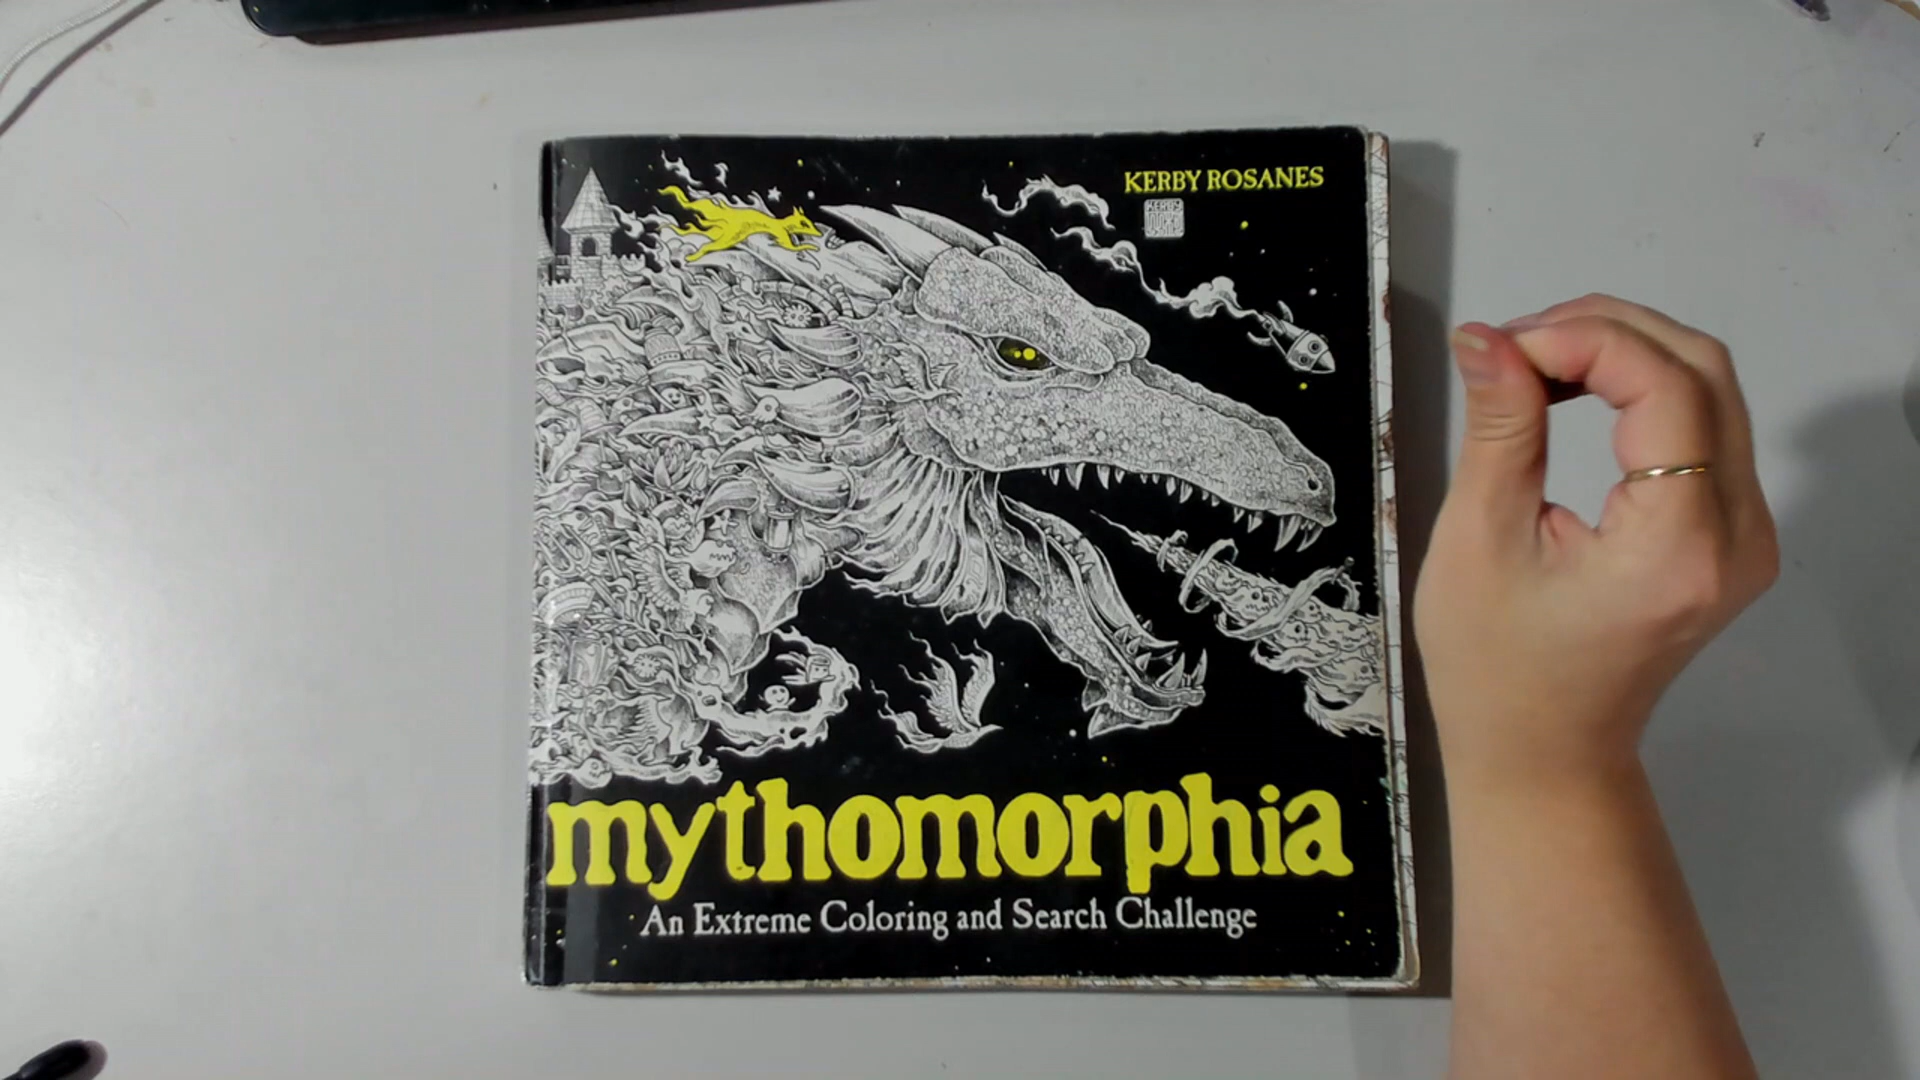 KERBY ROSANES
mythomorphia
An Extreme Coloring and Search Challenge